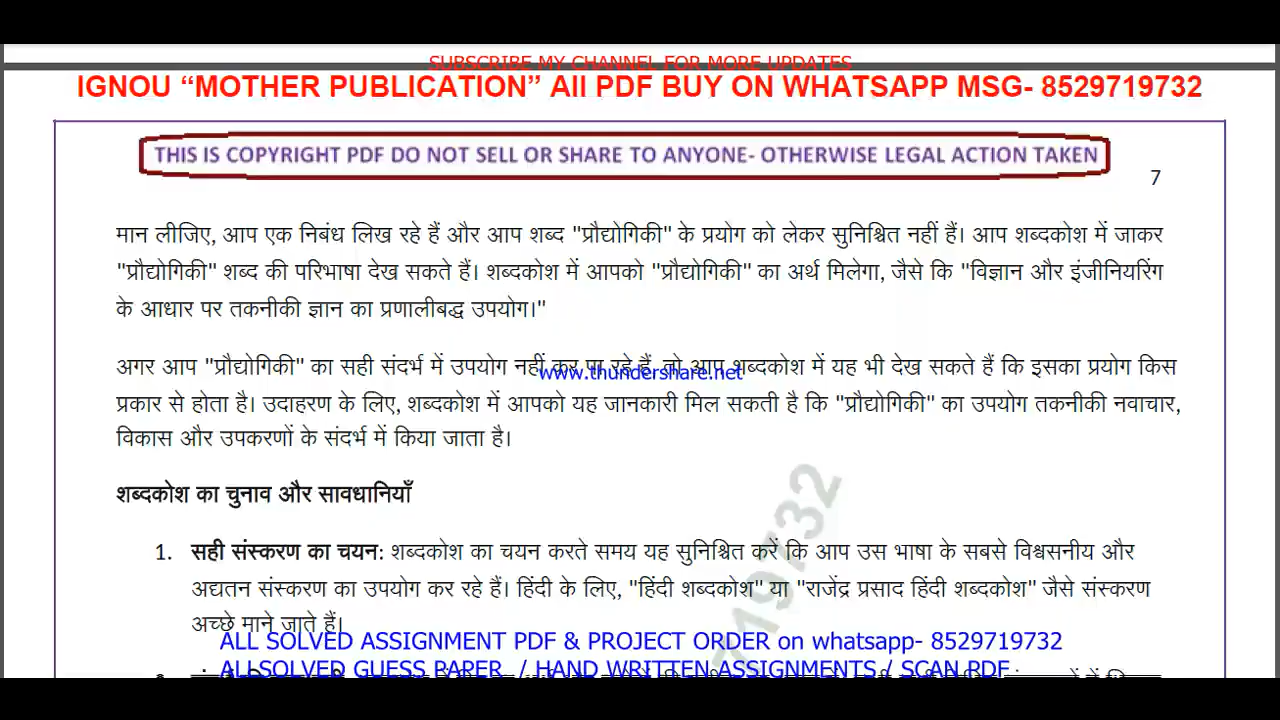 SUBSCRIBE MY CHANNEL FOR MORE UPDATES
IGNOU “MOTHER PUBLICATION” All PDF BUY ON WHATSAPP MSG- 8529719732
THIS IS COPYRIGHT PDF DO NOT SELL OR SHARE TO ANYONE- OTHERWISE LEGAL ACTION TAKEN
7
मान लीजिए, आप एक निबंध लिख रहे हैं और आप शब्द "प्रौद्योगिकी" के प्रयोग को लेकर सुनिश्चित नहीं हैं। आप शब्दकोश में जाकर
"प्रौद्योगिकी" शब्द की परिभाषा देख सकते हैं। शब्दकोश में आपको "प्रौद्योगिकी" का अर्थ मिलेगा, जैसे कि "विज्ञान और इंजीनियरिंग
के आधार पर तकनीकी ज्ञान का प्रणालीबद्ध उपयोग।"
अगर आप "प्रौद्योगिकी" का सही संदर्भ में उपयोग नहीं कर पा रहे हैं, तो आप शब्दकोश में यह भी देख सकते हैं कि इसका प्रयोग किस
www.thundershare.net
प्रकार से होता है। उदाहरण के लिए, शब्दकोश में आपको यह जानकारी मिल सकती है कि "प्रौद्योगिकी" का उपयोग तकनीकी नवाचार,
विकास और उपकरणों के संदर्भ में किया जाता है।
शब्दकोश का चुनाव और सावधानियाँ
1. सही संस्करण का चयन: शब्दकोश का चयन करते समय यह सुनिश्चित करें कि आप उस भाषा के सबसे विश्वसनीय और
अद्यतन संस्करण का उपयोग कर रहे हैं। हिंदी के लिए, "हिंदी शब्दकोश" या "राजेंद्र प्रसाद हिंदी शब्दकोश" जैसे संस्करण
अच्छे माने जाते हैं।
719732
ALL SOLVED ASSIGNMENT PDF & PROJECT ORDER on whatsapp- 8529719732
ALLSOLVED GUESS PAPER / HAND WRITTEN ASSIGNMENTS / SCAN PDF